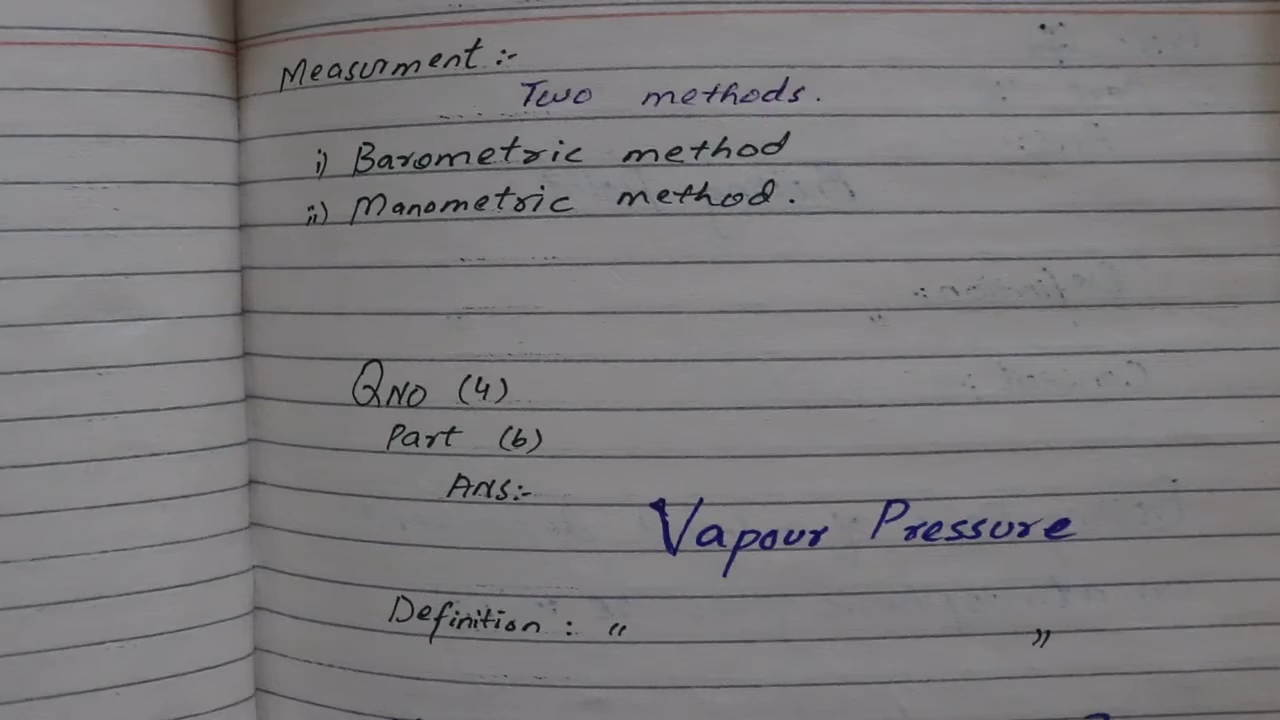 Measurment :-
Two methods.
i) Barometric method
ii) Manometric method.
QNO (4)
Part (b)
ANS:-
Vapour Pressure
Definition : " "